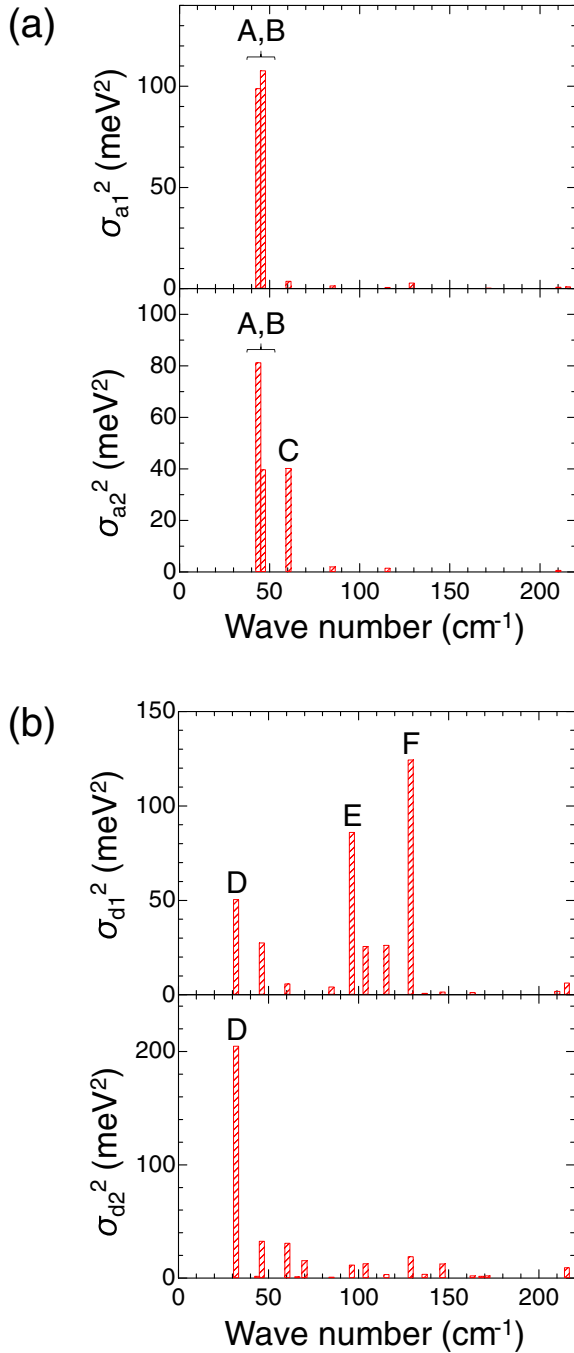 (a)
A,B
100
50
0
σa1² (meV²)
A,B
C
100
80
60
40
20
0
σa2² (meV²)
0 50 100 150 200
Wave number (cm⁻¹)
(b)
150
F
E
D
100
50
0
σd1² (meV²)
D
200
100
0
σd2² (meV²)
0 50 100 150 200
Wave number (cm⁻¹)